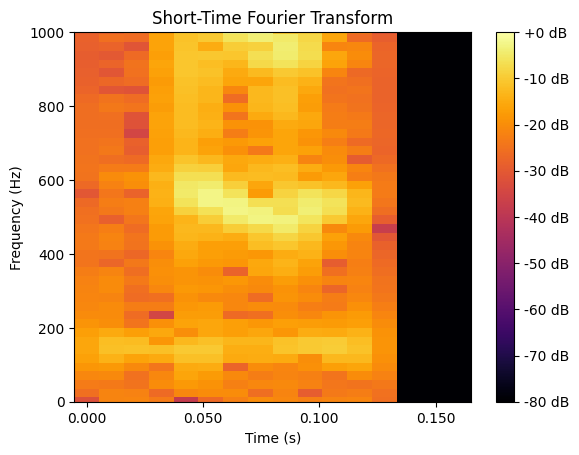 Short-Time Fourier Transform
1000
800
600
400
200
0
Frequency (Hz)
0.000
0.050
0.100
0.150
Time (s)
+0 dB
-10 dB
-20 dB
-30 dB
-40 dB
-50 dB
-60 dB
-70 dB
-80 dB